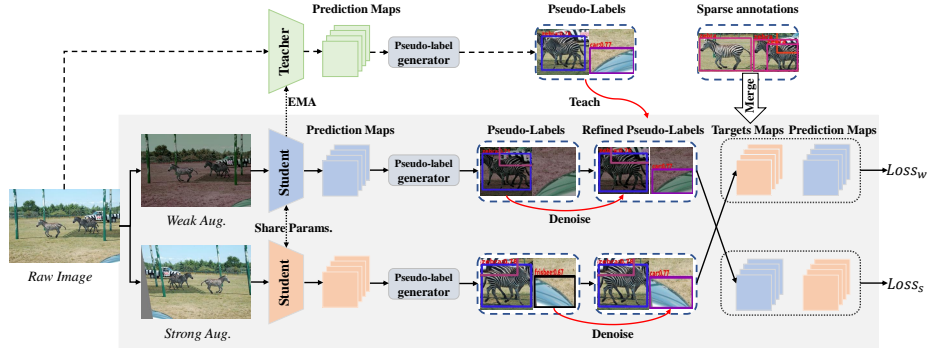 Prediction Maps
Pseudo-Labels
Sparse annotations
Teacher
Pseudo-label
generator
EMA
Teach
Merge
Prediction Maps
Pseudo-Labels
Refined Pseudo-Labels
Targets Maps
Prediction Maps
Student
Pseudo-label
generator
Loss_w
Weak Aug.
Denoise
Share Params.
Raw Image
Student
Pseudo-label
generator
Loss_s
Strong Aug.
Denoise